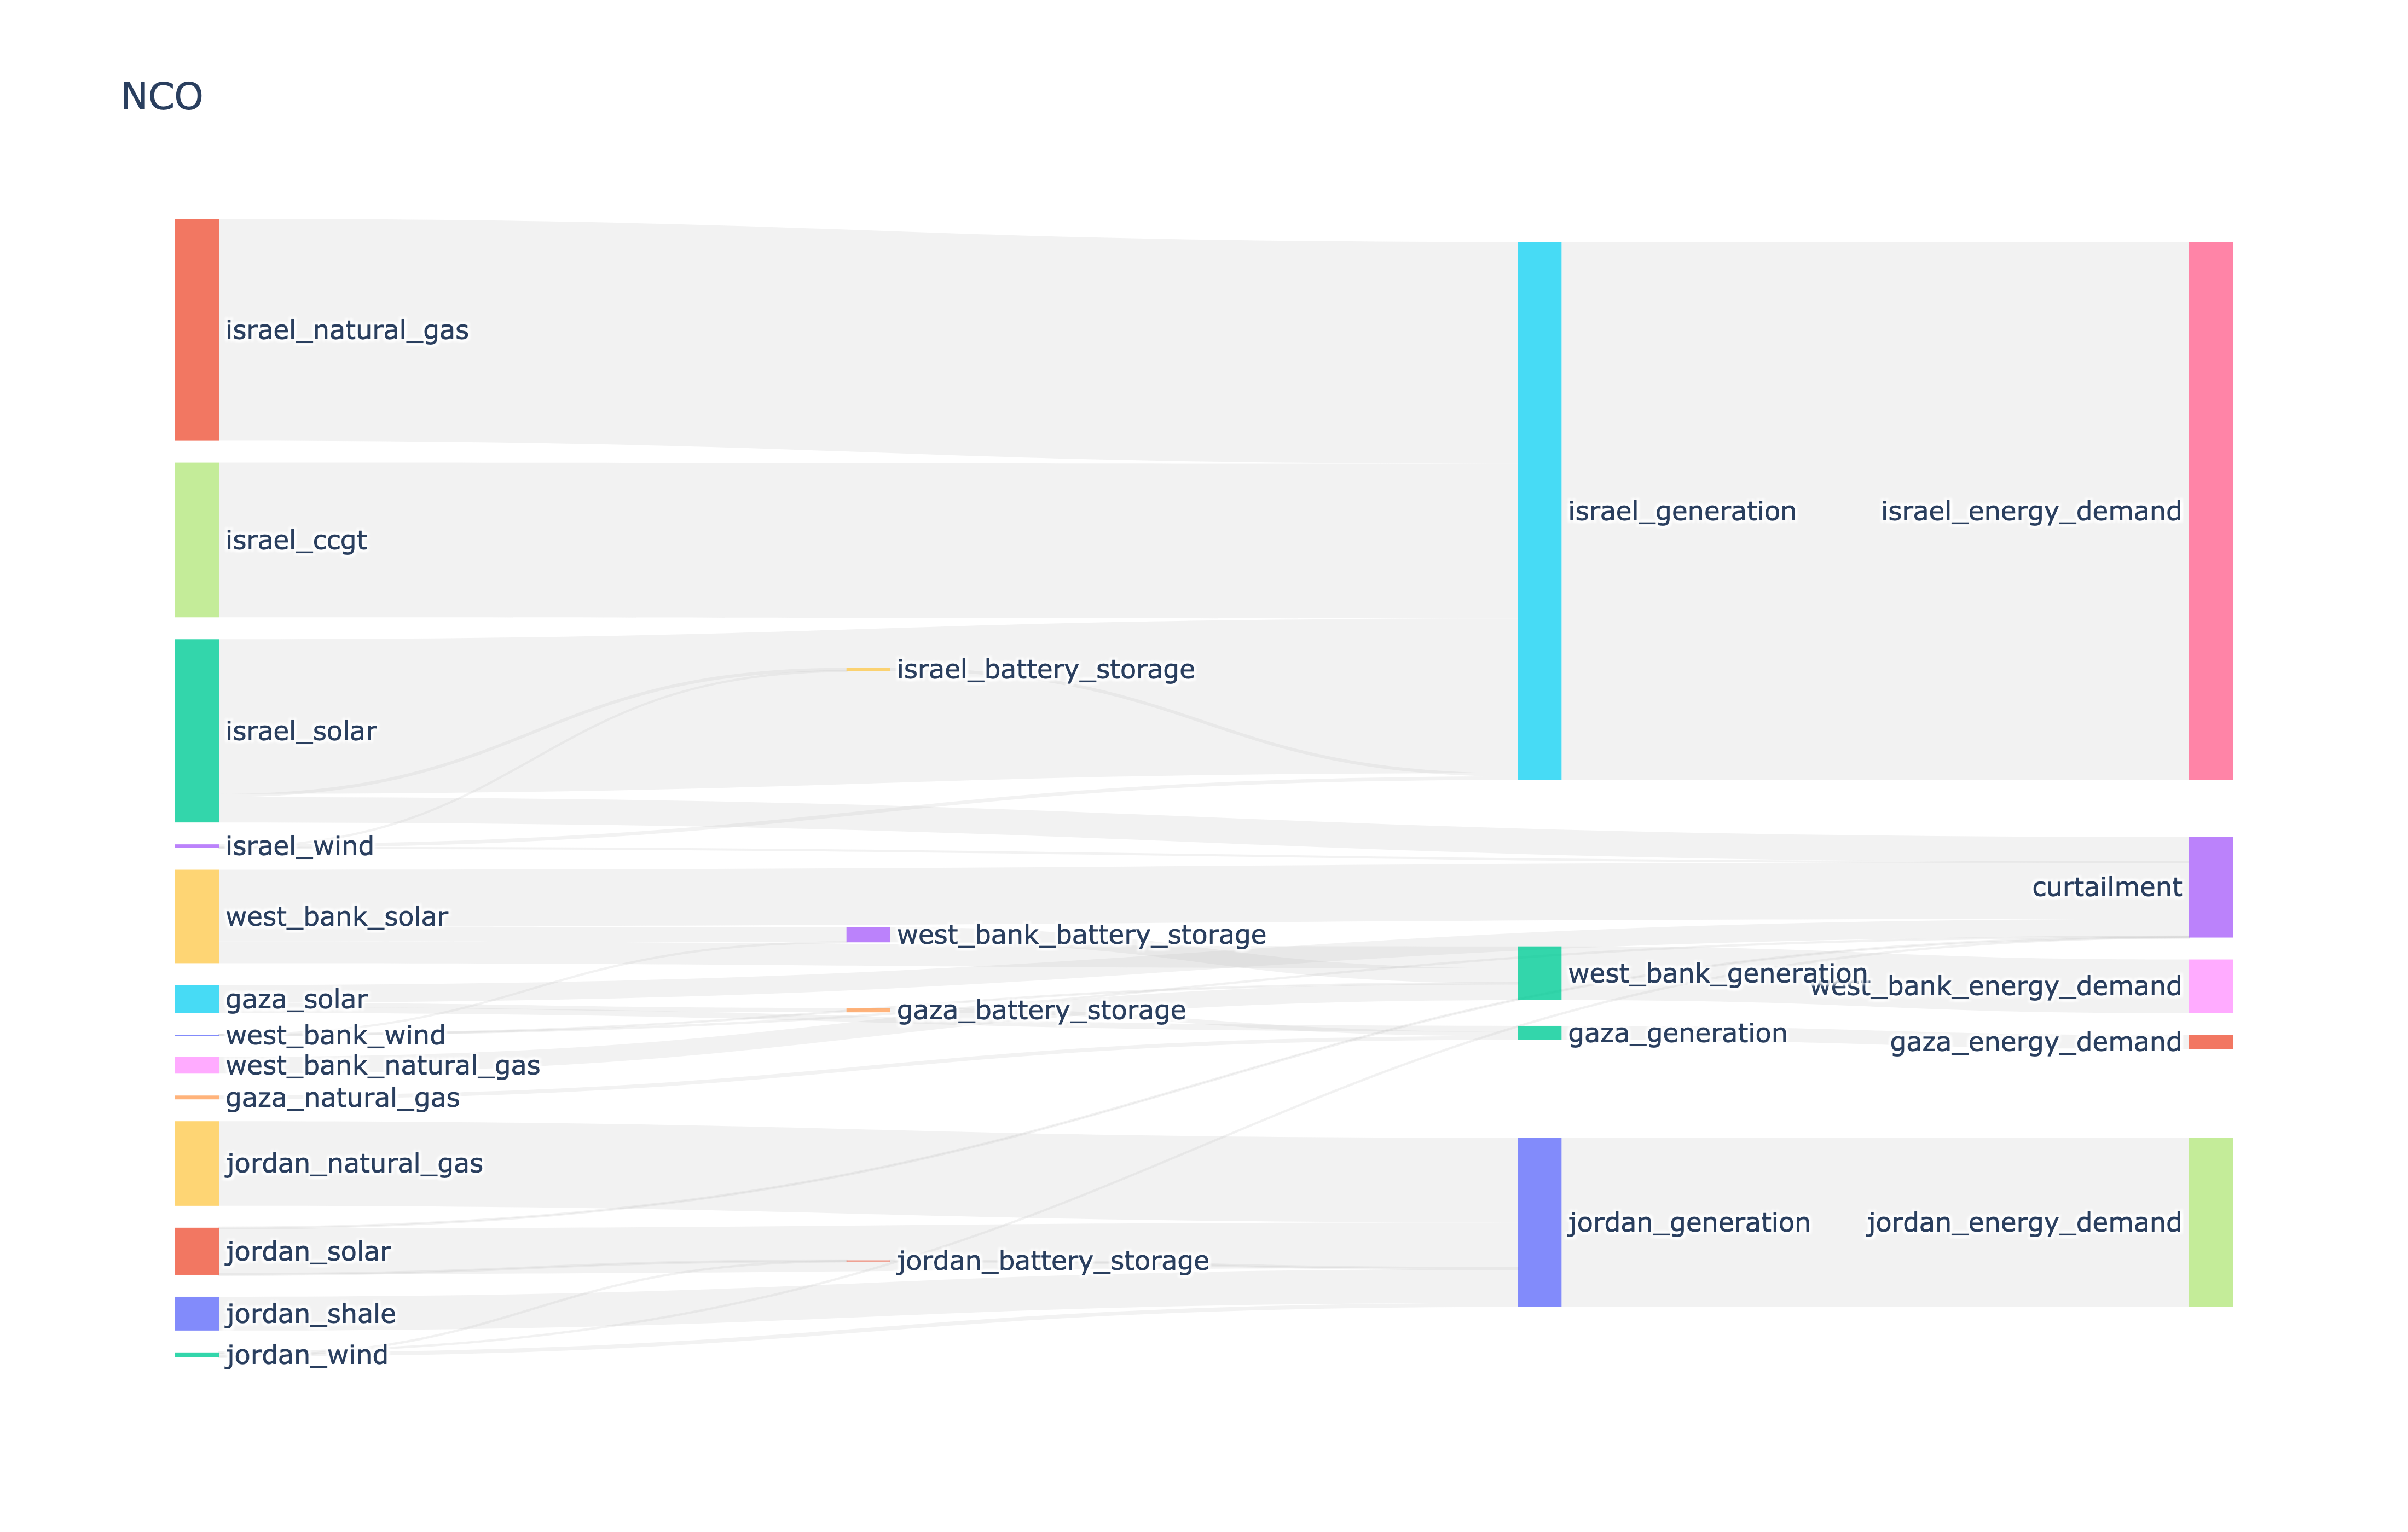 NCO
israel_natural_gas
israel_ccgt
israel_solar
israel_wind
west_bank_solar
gaza_solar
west_bank_wind
west_bank_natural_gas
gaza_natural_gas
jordan_natural_gas
jordan_solar
jordan_shale
jordan_wind
israel_battery_storage
west_bank_battery_storage
gaza_battery_storage
jordan_battery_storage
israel_generation
west_bank_generation
gaza_generation
jordan_generation
israel_energy_demand
curtailment
west_bank_energy_demand
gaza_energy_demand
jordan_energy_demand